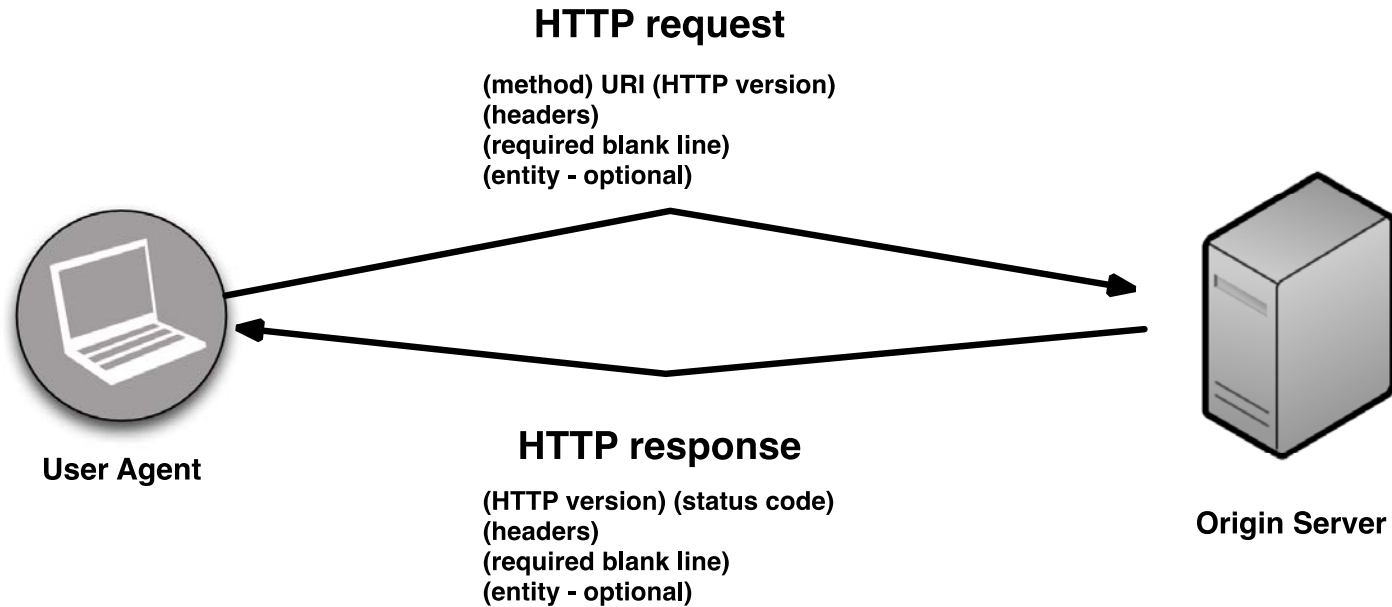 HTTP request
(method) URI (HTTP version)
(headers)
(required blank line)
(entity - optional)
User Agent
HTTP response
(HTTP version) (status code)
(headers)
(required blank line)
(entity - optional)
Origin Server